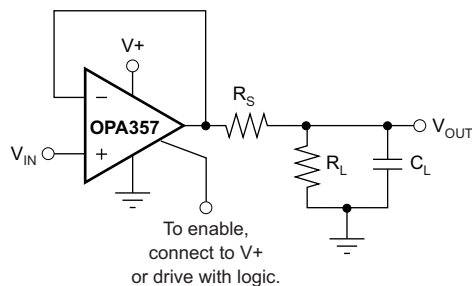 V+
−
OPA357
+
V_IN
R_S
V_OUT
R_L
C_L
To enable,
connect to V+
or drive with logic.